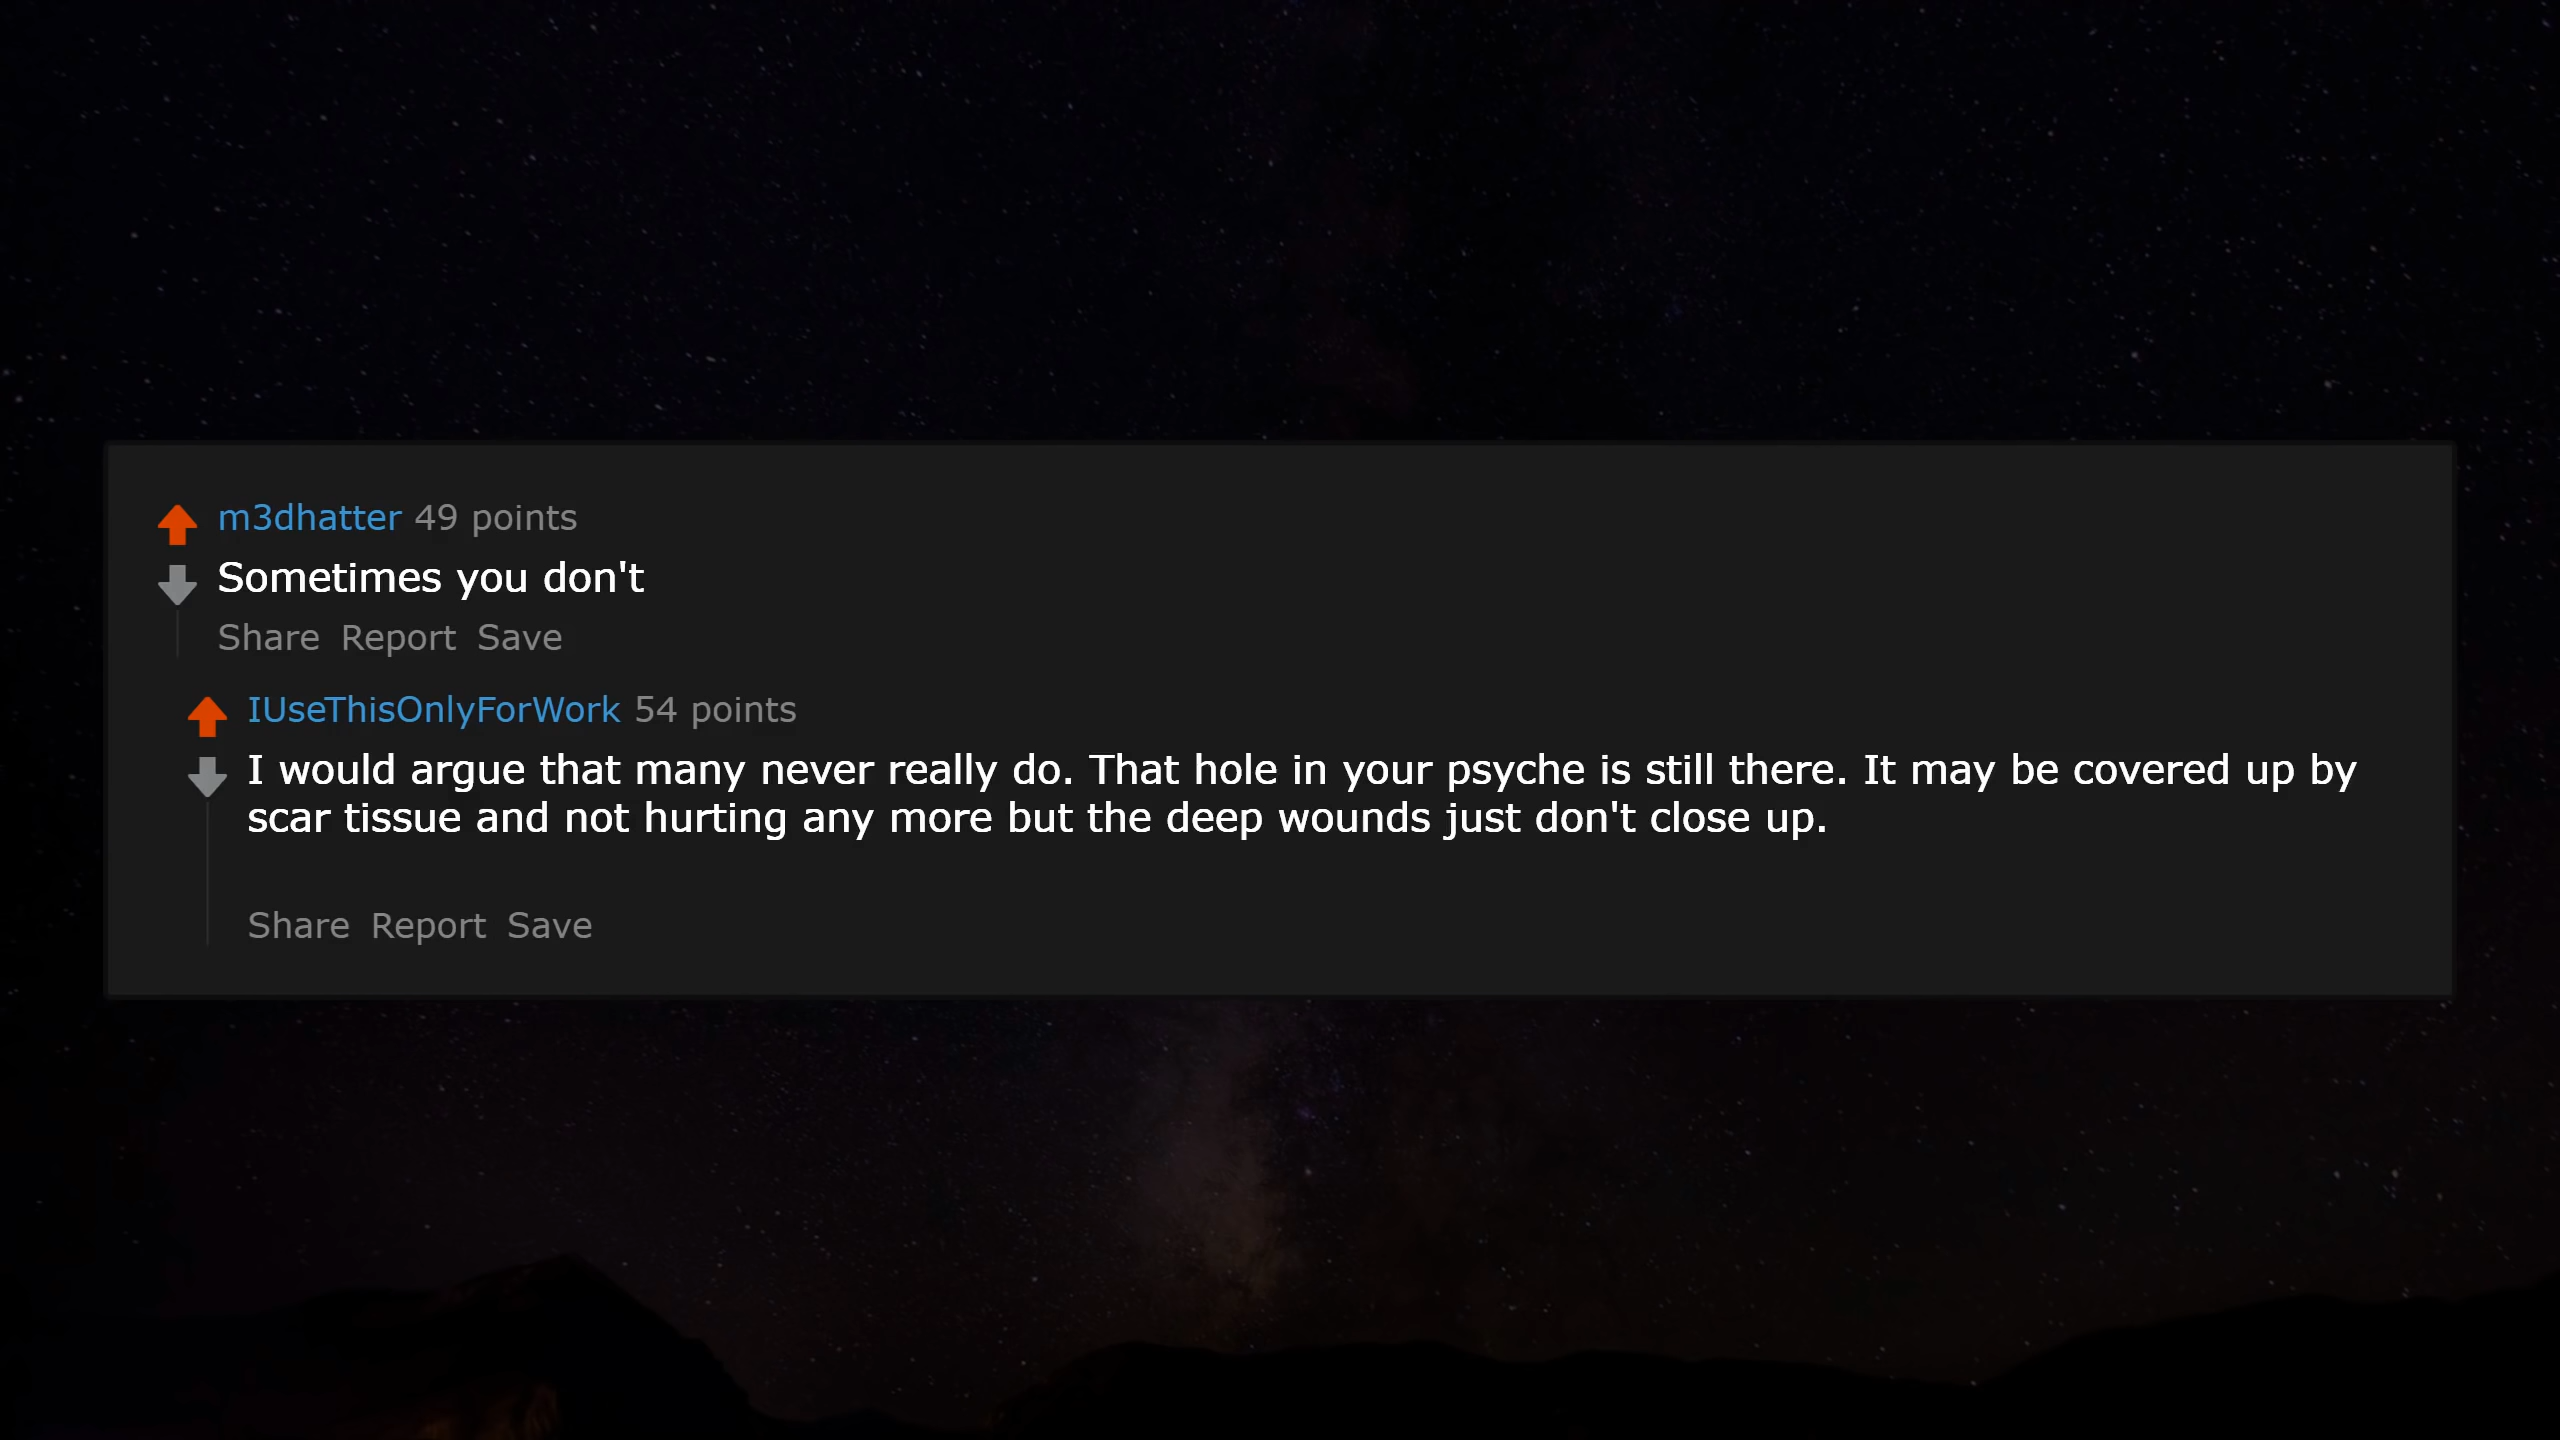 m3dhatter 49 points
Sometimes you don't
Share Report Save
IUseThisOnlyForWork 54 points
I would argue that many never really do. That hole in your psyche is still there. It may be covered up by
scar tissue and not hurting any more but the deep wounds just don't close up.
Share Report Save